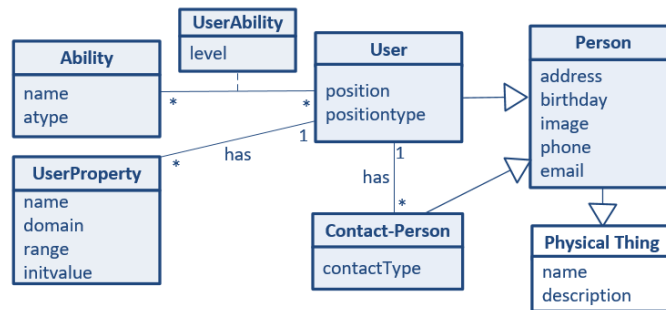 UserAbility
level
Ability
name
atype
User
position
positiontype
Person
address
birthday
image
phone
email
*
*
1
has
*
UserProperty
name
domain
range
initvalue
1
has
*
Contact-Person
contactType
Physical Thing
name
description